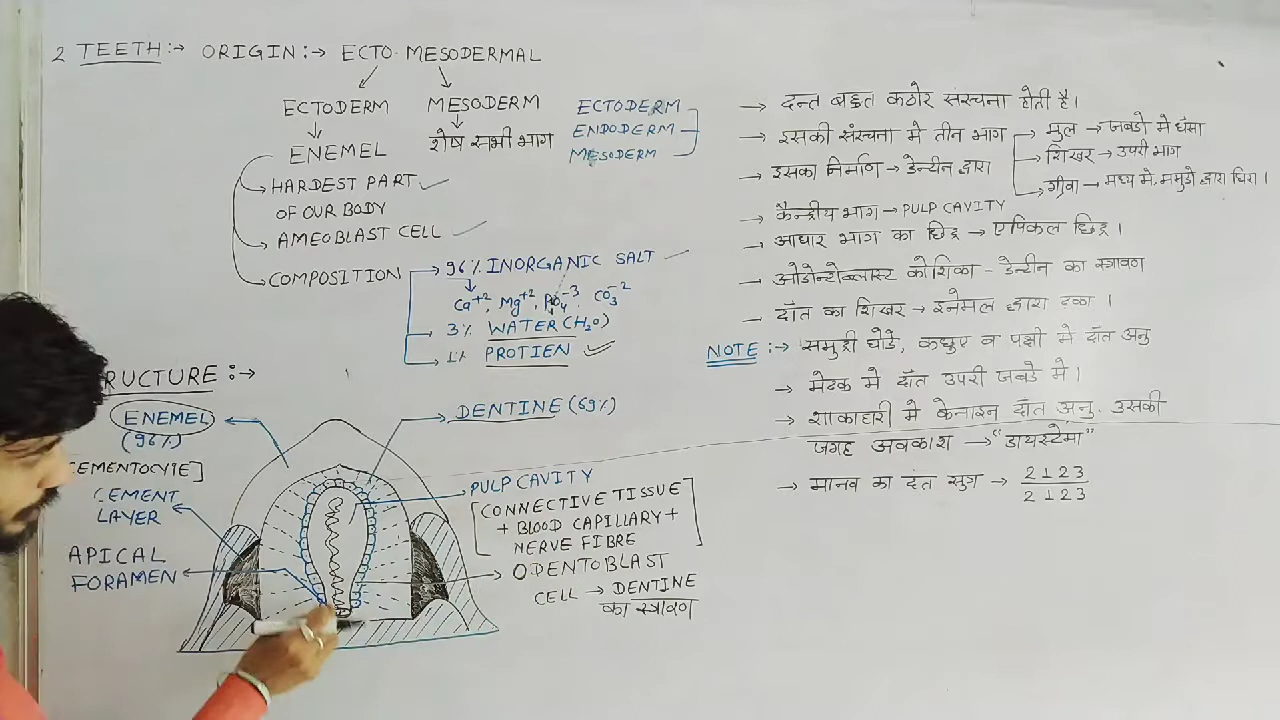 2 TEETH:→ ORIGIN:→ ECTO-MESODERMAL
ECTODERM
MESODERM
ENEMEL
शेष सभी भाग
ECTODERM
ENDODERM
MESODERM
HARDEST PART
OF OUR BODY
AMEOBLAST CELL
COMPOSITION
96% INORGANIC SALT
Ca+2, Mg+2, PO4-3 CO3-2
3% WATER (H2O)
1% PROTIEN
RUCTURE:→
ENEMEL
(96%)
CEMENTOCYTE]
CEMENT
LAYER
APICAL
FORAMEN
DENTINE (69%)
PULP CAVITY
[CONNECTIVE TISSUE
+ BLOOD CAPILLARY +
NERVE FIBRE]
ODENTOBLAST
CELL → DENTINE
का स्त्रावण
→ दन्त बहुत कठोर संरचना होती है।
→ इसकी संरचना मे तीन भाग
→ मुल → जबडो मे धँसा
→ शिखर → उपरी भाग
→ ग्रीवा → मध्य मे, मसुडो द्वारा घिरा।
→ इसका निर्माण → डेन्टीन द्वारा
→ कैन्द्रीय भाग → PULP CAVITY
→ आधार भाग का छिद्र → एपिकल छिद्र।
→ ओडोन्टोब्लास्ट कोशिका - डेन्टीन का स्त्रावण
→ दाँत का शिखर → इनेमल द्वारा ढका।
NOTE:→ समुद्री घोडे, कछुए व पक्षी मे दाँत अनु
→ मेंढक मे दाँत उपरी जबडे मे।
→ शाकाहारी मे केनाइन दाँत अनु. उसकी
जगह अवकाश → "डायस्टेमा"
→ मानव का दंत सुत्र → 2 1 2 3
2 1 2 3